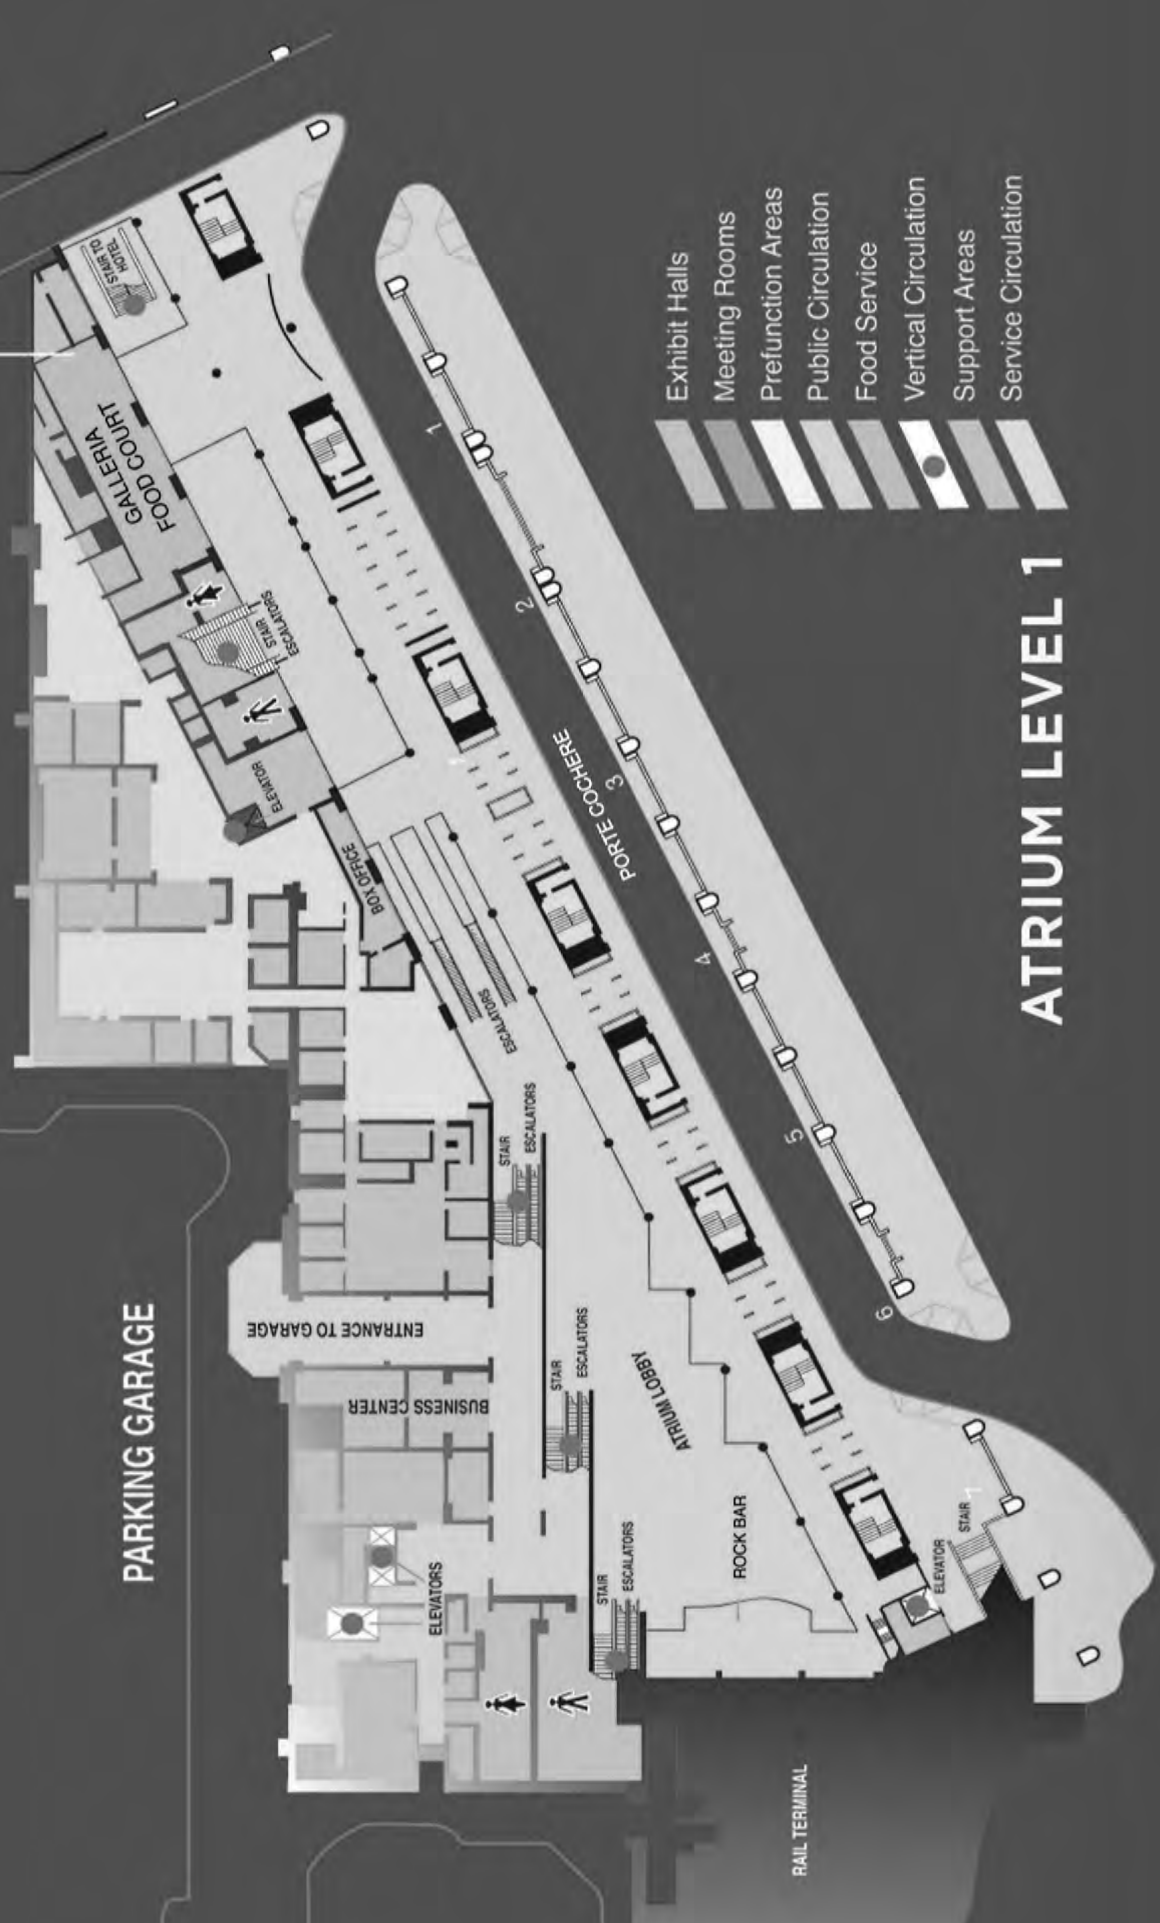 STAIR TO
HOTEL
GALLERIA
FOOD COURT
STAIR
ESCALATORS
ELEVATOR
BOX OFFICE
ESCALATORS
STAIR
ESCALATORS
ENTRANCE TO GARAGE
BUSINESS CENTER
STAIR
ESCALATORS
ATRIUM LOBBY
ELEVATORS
STAIR
ESCALATORS
ROCK BAR
ELEVATOR
STAIR
1
PORTE COCHERE
1
2
3
4
5
6
PARKING GARAGE
RAIL TERMINAL
ATRIUM LEVEL 1
Exhibit Halls
Meeting Rooms
Prefunction Areas
Public Circulation
Food Service
Vertical Circulation
Support Areas
Service Circulation